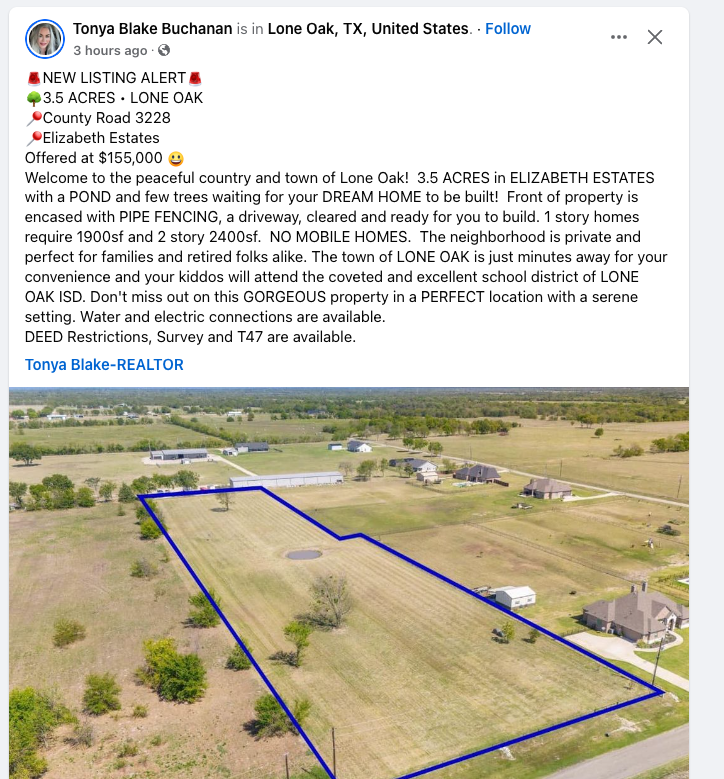 Tonya Blake Buchanan is in Lone Oak, TX, United States. · Follow
3 hours ago ·
NEW LISTING ALERT
3.5 ACRES • LONE OAK
County Road 3228
Elizabeth Estates
Offered at $155,000 😀
Welcome to the peaceful country and town of Lone Oak!  3.5 ACRES in ELIZABETH ESTATES
with a POND and few trees waiting for your DREAM HOME to be built!  Front of property is
encased with PIPE FENCING, a driveway, cleared and ready for you to build. 1 story homes
require 1900sf and 2 story 2400sf.  NO MOBILE HOMES.  The neighborhood is private and
perfect for families and retired folks alike. The town of LONE OAK is just minutes away for your
convenience and your kiddos will attend the coveted and excellent school district of LONE
OAK ISD. Don't miss out on this GORGEOUS property in a PERFECT location with a serene
setting. Water and electric connections are available.
DEED Restrictions, Survey and T47 are available.
Tonya Blake-REALTOR